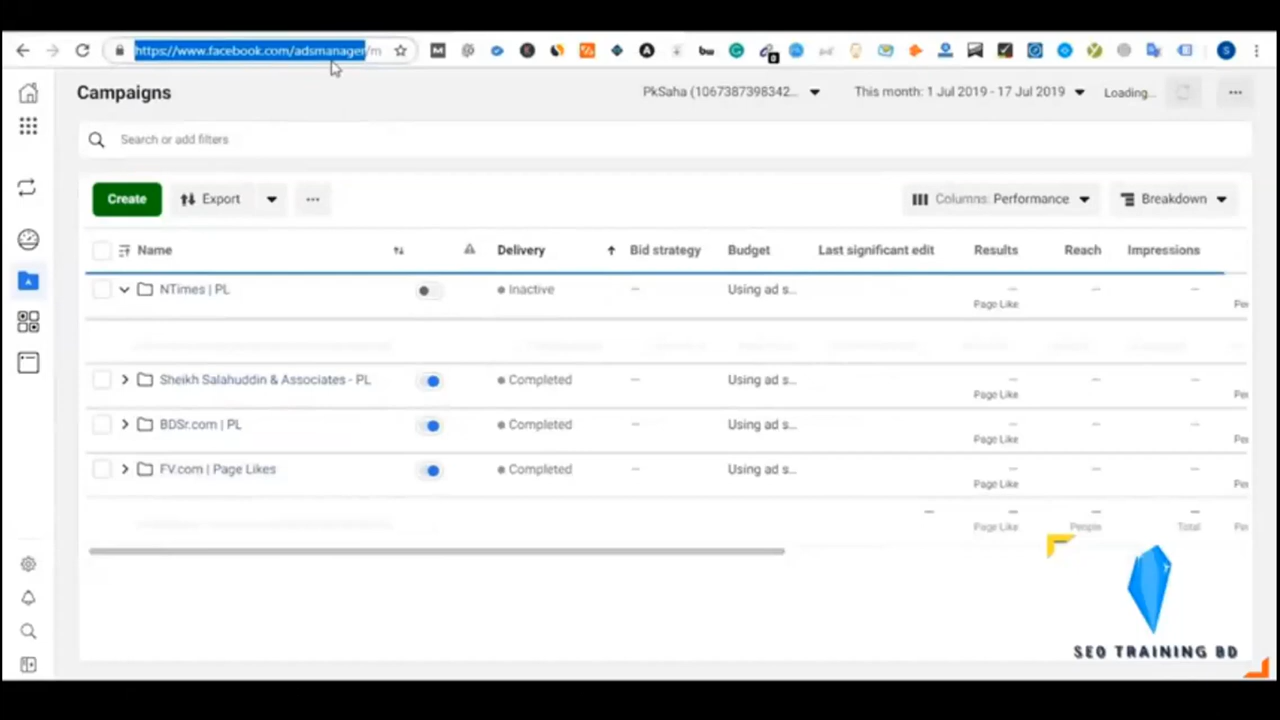 https://www.facebook.com/adsmanager/m
Campaigns
PkSaha (1067387398342...
This month: 1 Jul 2019 - 17 Jul 2019
Loading...
Search or add filters
Create
Export
Columns: Performance
Breakdown
Name
Delivery
Bid strategy
Budget
Last significant edit
Results
Reach
Impressions
NTimes | PL
Inactive
Using ad s...
Page Like
Sheikh Salahuddin & Associates - PL
Completed
Using ad s...
Page Like
BDSr.com | PL
Completed
Using ad s...
Page Like
FV.com | Page Likes
Completed
Using ad s...
Page Like
Page Like
People
Total
SEO TRAINING BD